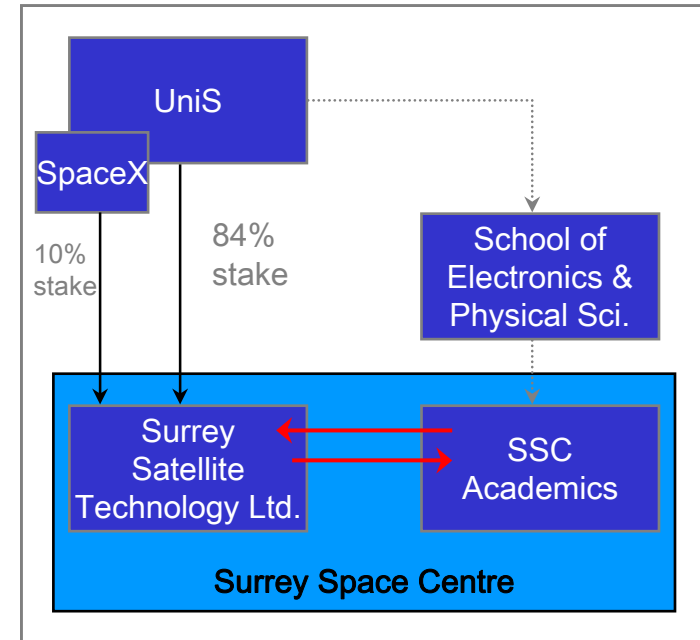 UniS
SpaceX
10%
stake
84%
stake
School of
Electronics &
Physical Sci.
Surrey
Satellite
Technology Ltd.
SSC
Academics
Surrey Space Centre